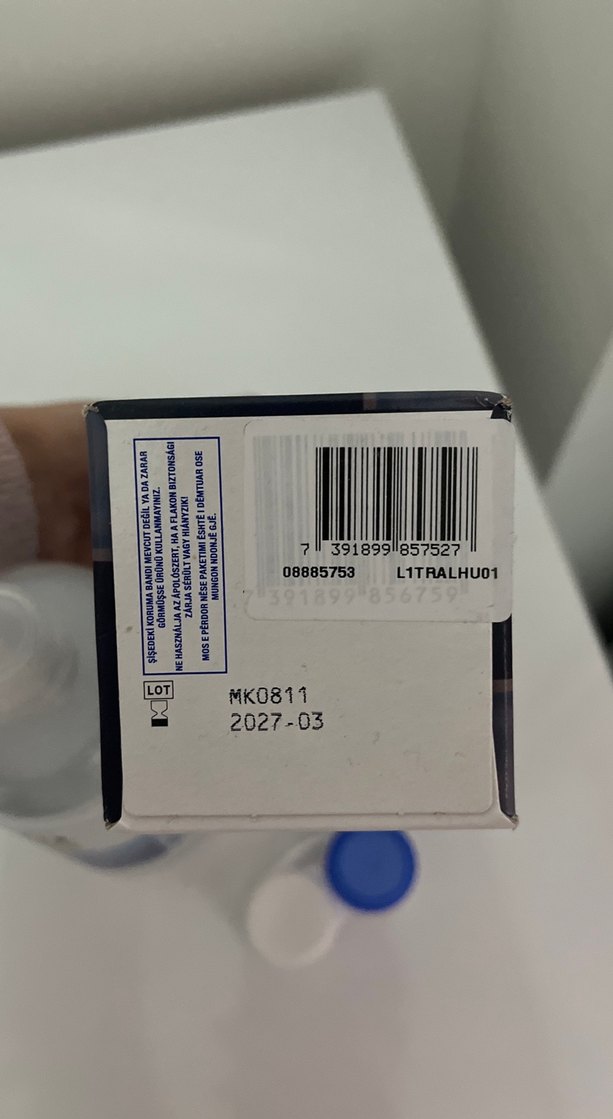 ŞİŞEDEKİ KORUMA BANDI MEVCUT DEĞİL YA DA ZARAR
GÖRMÜŞSE ÜRÜNÜ KULLANMAYINIZ.
NE HASZNÁLJA AZ ÁPOLÓSZERT, HA A FLAKON BIZTONSÁGI
ZÁRJA SÉRÜLT VAGY HIÁNYZIK!
MOS E PËRDOR NËSE PAKETIMI ËSHTË I DËMTUAR OSE
MUNGON NDONJË GJË.
7 391899 857527
08885753 L1TRALHU01
391899 856759
LOT
MK0811
2027-03